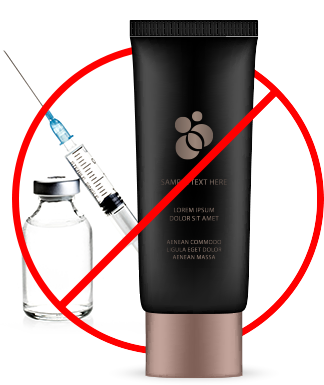 SAMPLE TEXT HERE
LOREM IPSUM
DOLOR SIT AMET
AENEAN COMMODO
LIGULA EGET DOLOR
AENEAN MASSA